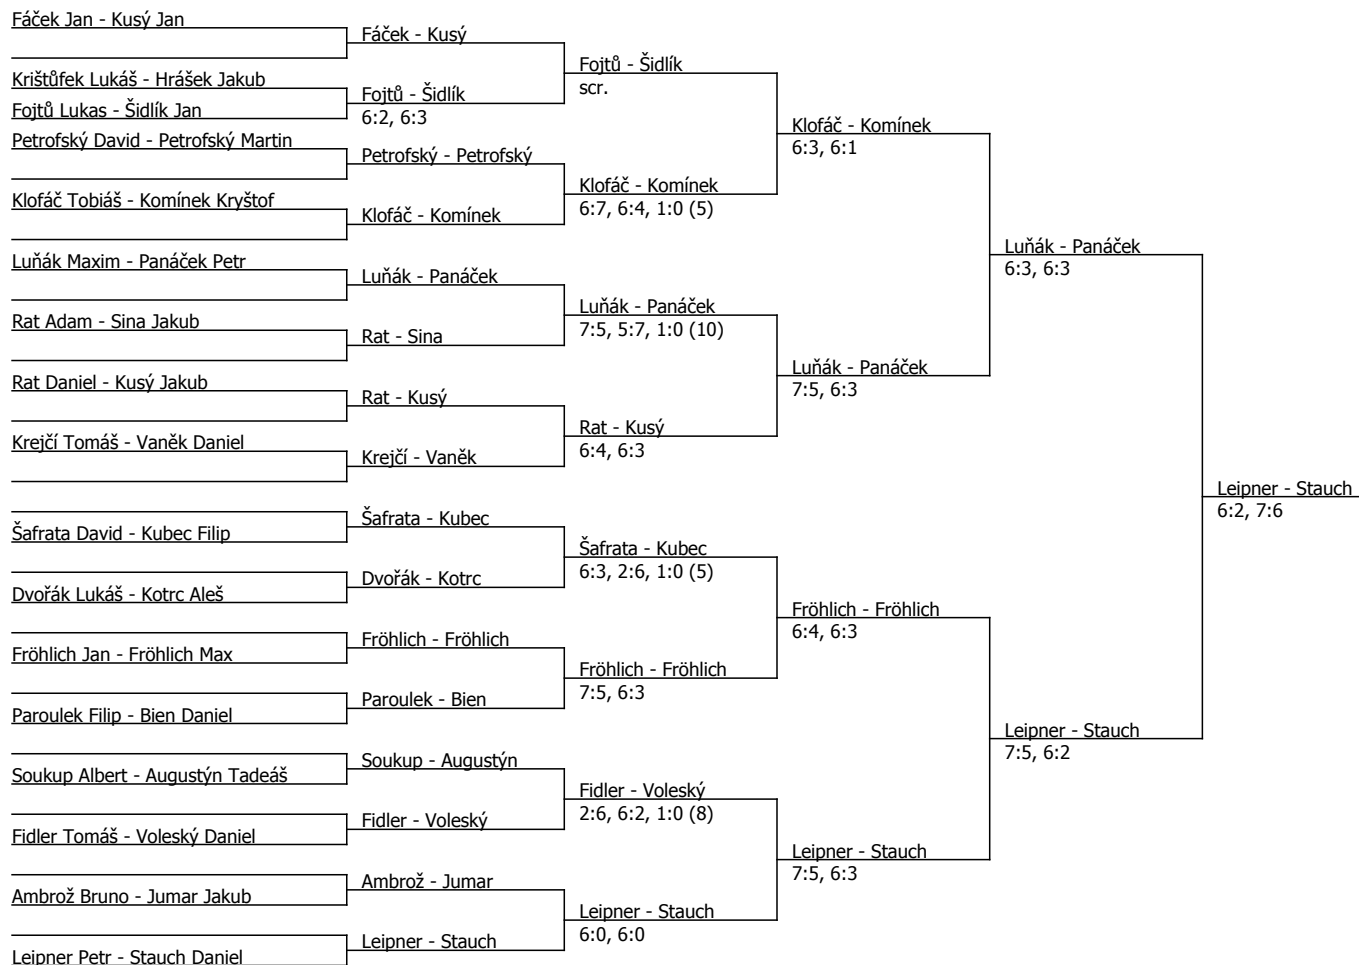 Fáček Jan - Kusý Jan
Krištůfek Lukáš - Hrášek Jakub
Fojtů Lukas - Šidlík Jan
Petrofský David - Petrofský Martin
Klofáč Tobiáš - Komínek Kryštof
Luňák Maxim - Panáček Petr
Rat Adam - Sina Jakub
Rat Daniel - Kusý Jakub
Krejčí Tomáš - Vaněk Daniel
Šafrata David - Kubec Filip
Dvořák Lukáš - Kotrc Aleš
Fröhlich Jan - Fröhlich Max
Paroulek Filip - Bien Daniel
Soukup Albert - Augustýn Tadeáš
Fidler Tomáš - Voleský Daniel
Ambrož Bruno - Jumar Jakub
Leipner Petr - Stauch Daniel
Fáček - Kusý
Fojtů - Šidlík
6:2, 6:3
Petrofský - Petrofský
Klofáč - Komínek
Luňák - Panáček
Rat - Sina
Rat - Kusý
Krejčí - Vaněk
Šafrata - Kubec
Dvořák - Kotrc
Fröhlich - Fröhlich
Paroulek - Bien
Soukup - Augustýn
Fidler - Voleský
Ambrož - Jumar
Leipner - Stauch
Fojtů - Šidlík
scr.
Klofáč - Komínek
6:7, 6:4, 1:0 (5)
Luňák - Panáček
7:5, 5:7, 1:0 (10)
Rat - Kusý
6:4, 6:3
Šafrata - Kubec
6:3, 2:6, 1:0 (5)
Fröhlich - Fröhlich
7:5, 6:3
Fidler - Voleský
2:6, 6:2, 1:0 (8)
Leipner - Stauch
6:0, 6:0
Klofáč - Komínek
6:3, 6:1
Luňák - Panáček
7:5, 6:3
Fröhlich - Fröhlich
6:4, 6:3
Leipner - Stauch
7:5, 6:3
Luňák - Panáček
6:3, 6:3
Leipner - Stauch
7:5, 6:2
Leipner - Stauch
6:2, 7:6